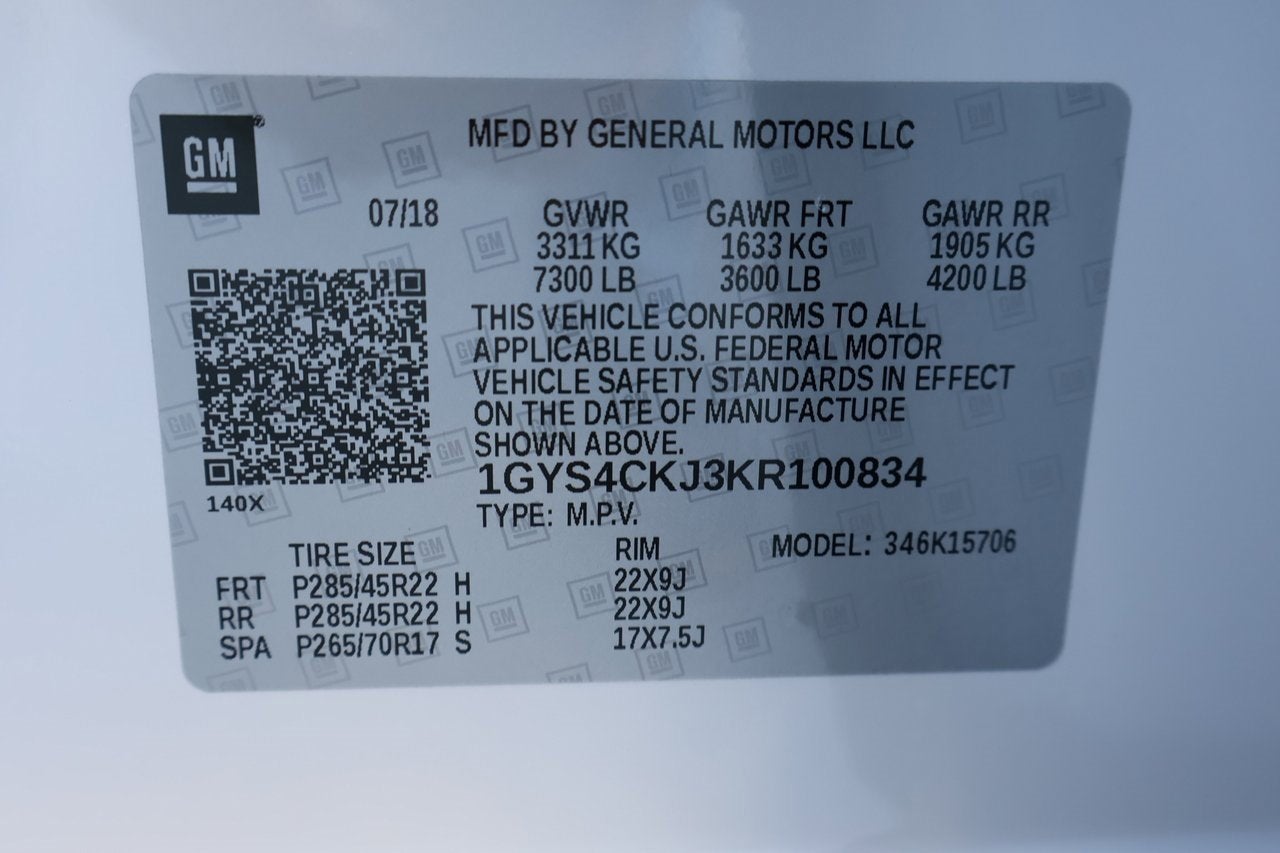 GM®
MFD BY GENERAL MOTORS LLC
07/18 GVWR GAWR FRT GAWR RR
3311 KG 1633 KG 1905 KG
7300 LB 3600 LB 4200 LB
THIS VEHICLE CONFORMS TO ALL
APPLICABLE U.S. FEDERAL MOTOR
VEHICLE SAFETY STANDARDS IN EFFECT
ON THE DATE OF MANUFACTURE
SHOWN ABOVE.
1GYS4CKJ3KR100834
140X
TYPE: M.P.V.
TIRE SIZE RIM MODEL: 346K15706
FRT P285/45R22 H 22X9J
RR P285/45R22 H 22X9J
SPA P265/70R17 S 17X7.5J